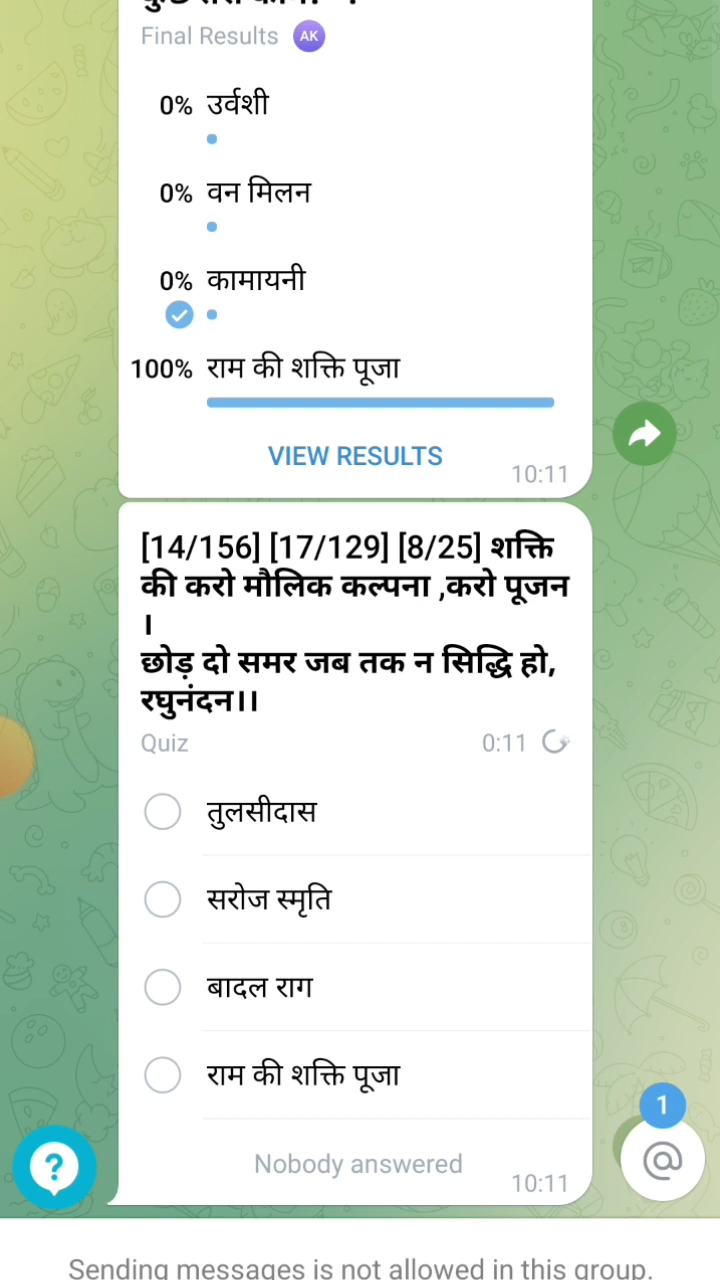 Final Results AK
0% उर्वशी
0% वन मिलन
0% कामायनी
100% राम की शक्ति पूजा
VIEW RESULTS
10:11
[14/156] [17/129] [8/25] शक्ति
की करो मौलिक कल्पना ,करो पूजन
।
छोड़ दो समर जब तक न सिद्धि हो,
रघुनंदन।।
Quiz 0:11
तुलसीदास
सरोज स्मृति
बादल राग
राम की शक्ति पूजा
Nobody answered
10:11
1
@
?
Sending messages is not allowed in this group.